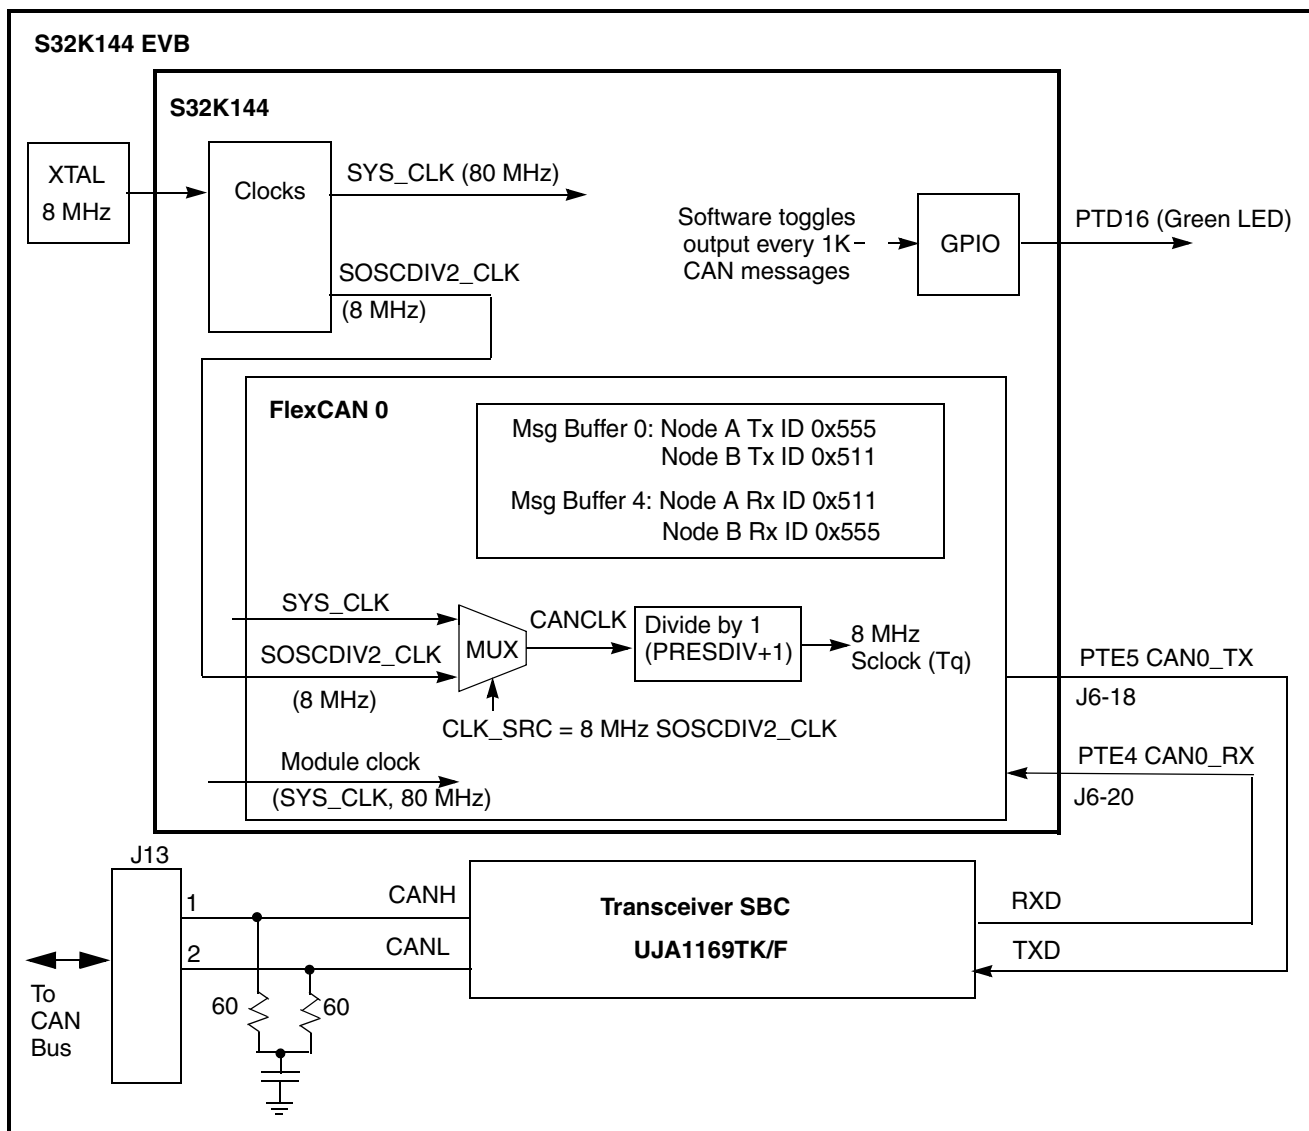 S32K144 EVB
S32K144
XTAL
8 MHz
Clocks
SYS_CLK (80 MHz)
SOSCDIV2_CLK
(8 MHz)
Software toggles
output every 1K
CAN messages
GPIO
PTD16 (Green LED)
FlexCAN 0
Msg Buffer 0: Node A Tx ID 0x555
Node B Tx ID 0x511
Msg Buffer 4: Node A Rx ID 0x511
Node B Rx ID 0x555
SYS_CLK
SOSCDIV2_CLK
(8 MHz)
MUX
CANCLK
Divide by 1
(PRESDIV+1)
8 MHz
Sclock (Tq)
CLK_SRC = 8 MHz SOSCDIV2_CLK
Module clock
(SYS_CLK, 80 MHz)
PTE5 CAN0_TX
J6-18
PTE4 CAN0_RX
J6-20
J13
1
2
CANH
CANL
Transceiver SBC
UJA1169TK/F
RXD
TXD
To
CAN
Bus
60
60